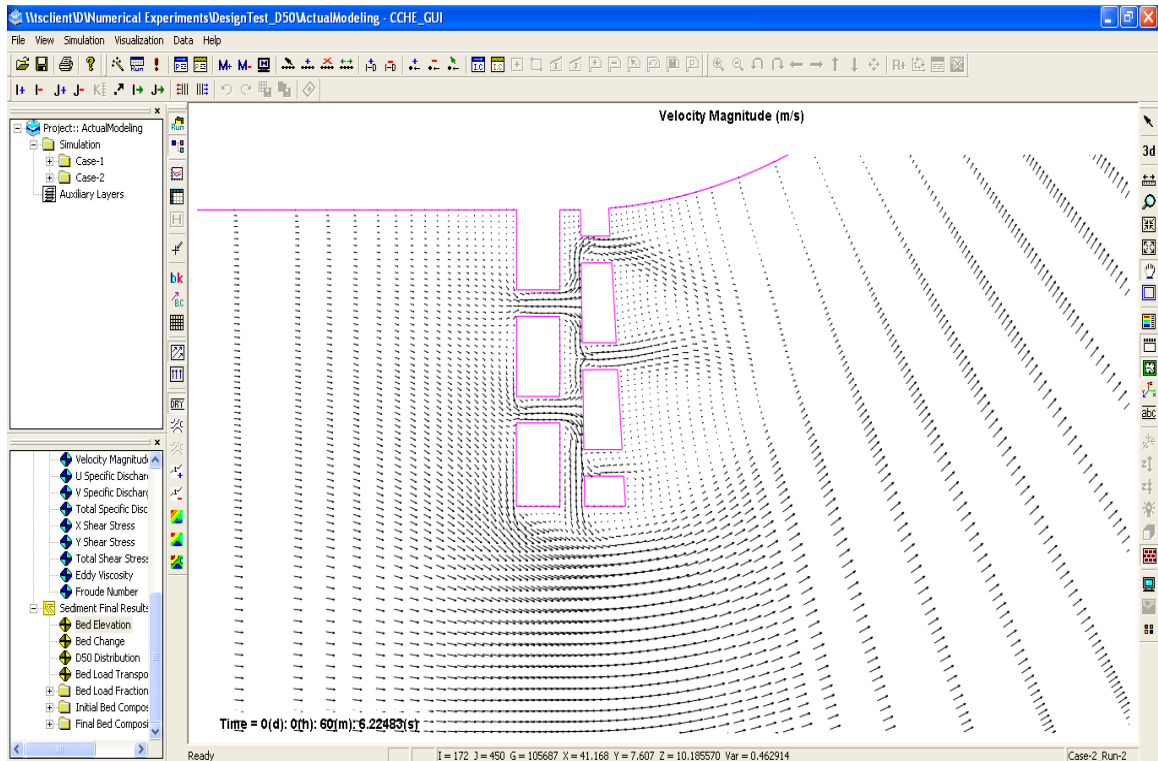 \\tsclient\D\Numerical Experiments\DesignTest_D50\ActualModeling - CCHE_GUI
File View Simulation Visualization Data Help
Run M+ M- I.C I.C R+
I+ I- J+ J- I J
Project:: ActualModeling
Simulation
Case-1
Case-2
Auxiliary Layers
Run
bk
B.C
DRY
Velocity Magnitude (m/s)
3d
abc
Velocity Magnitud
U Specific Dischar
V Specific Dischar
Total Specific Disc
X Shear Stress
Y Shear Stress
Total Shear Stress
Eddy Viscosity
Froude Number
Sediment Final Results
Bed Elevation
Bed Change
D50 Distribution
Bed Load Transpo
Bed Load Fraction
Initial Bed Compos
Final Bed Composi
Time = 0(d): 0(h): 60(m): 6.22483(s)
Ready I = 172 J = 450 G = 105687 X = 41.168 Y = 7.607 Z = 10.185570 Var = 0.462914 Case-2 Run-2